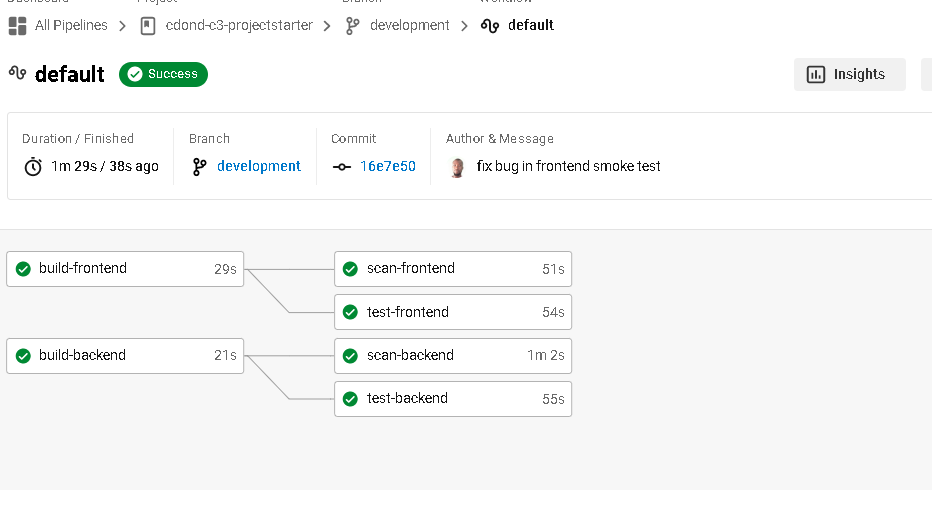 Dashboard Project Branch Workflow
All Pipelines cdond-c3-projectstarter development default
default Success Insights
Duration / Finished Branch Commit Author & Message
1m 29s / 38s ago development 16e7e50 fix bug in frontend smoke test
build-frontend 29s scan-frontend 51s
test-frontend 54s
build-backend 21s scan-backend 1m 2s
test-backend 55s